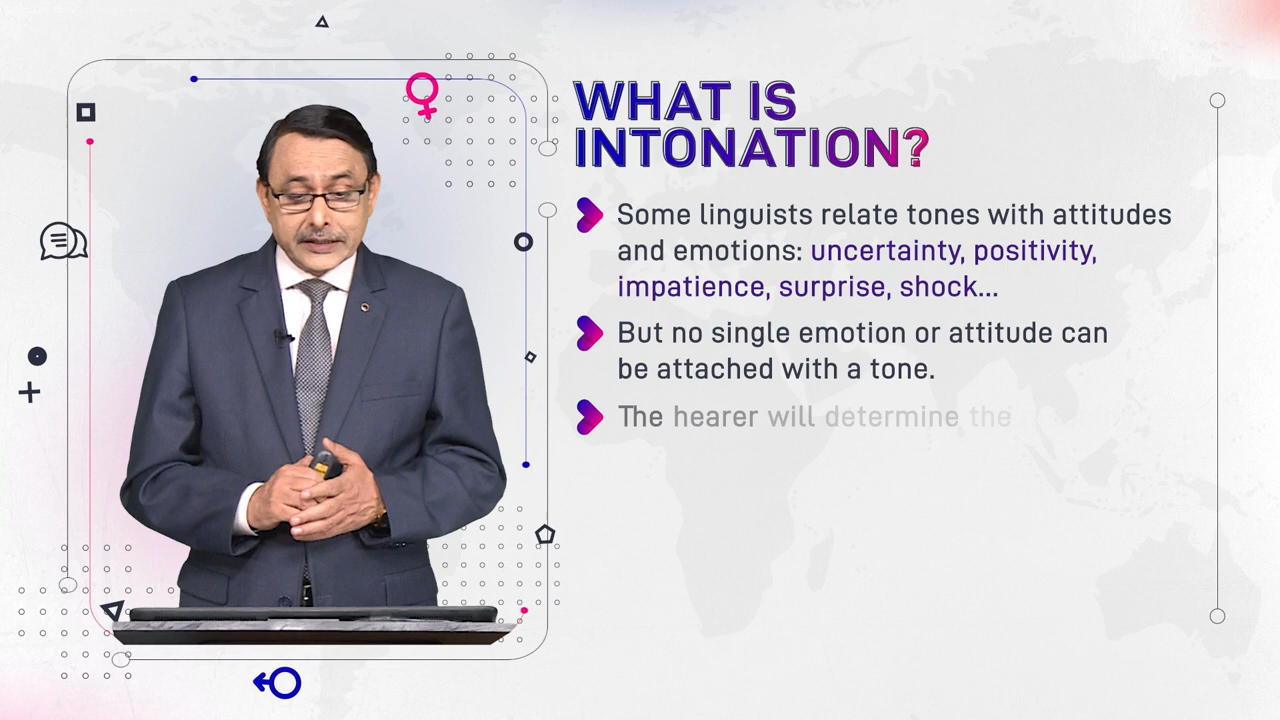 WHAT IS
INTONATION?
Some linguists relate tones with attitudes
and emotions: uncertainty, positivity,
impatience, surprise, shock...
But no single emotion or attitude can
be attached with a tone.
The hearer will determine the